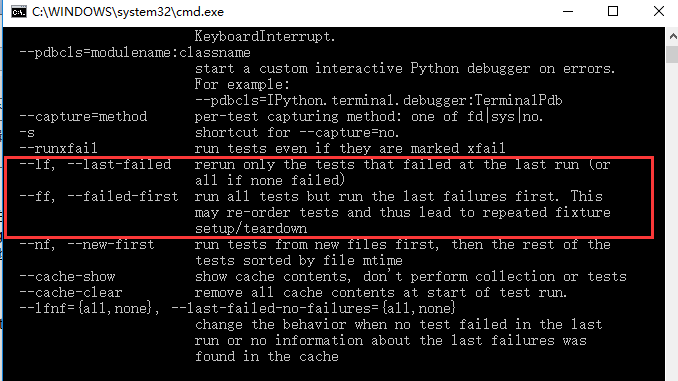 C:\WINDOWS\system32\cmd.exe
KeyboardInterrupt.
--pdbcls=modulename:classname
start a custom interactive Python debugger on errors.
For example:
--pdbcls=IPython.terminal.debugger:TerminalPdb
--capture=method per-test capturing method: one of fd|sys|no.
-s shortcut for --capture=no.
--runxfail run tests even if they are marked xfail
--lf, --last-failed rerun only the tests that failed at the last run (or
all if none failed)
--ff, --failed-first run all tests but run the last failures first. This
may re-order tests and thus lead to repeated fixture
setup/teardown
--nf, --new-first run tests from new files first, then the rest of the
tests sorted by file mtime
--cache-show show cache contents, don't perform collection or tests
--cache-clear remove all cache contents at start of test run.
--lfnf={all,none}, --last-failed-no-failures={all,none}
change the behavior when no test failed in the last
run or no information about the last failures was
found in the cache